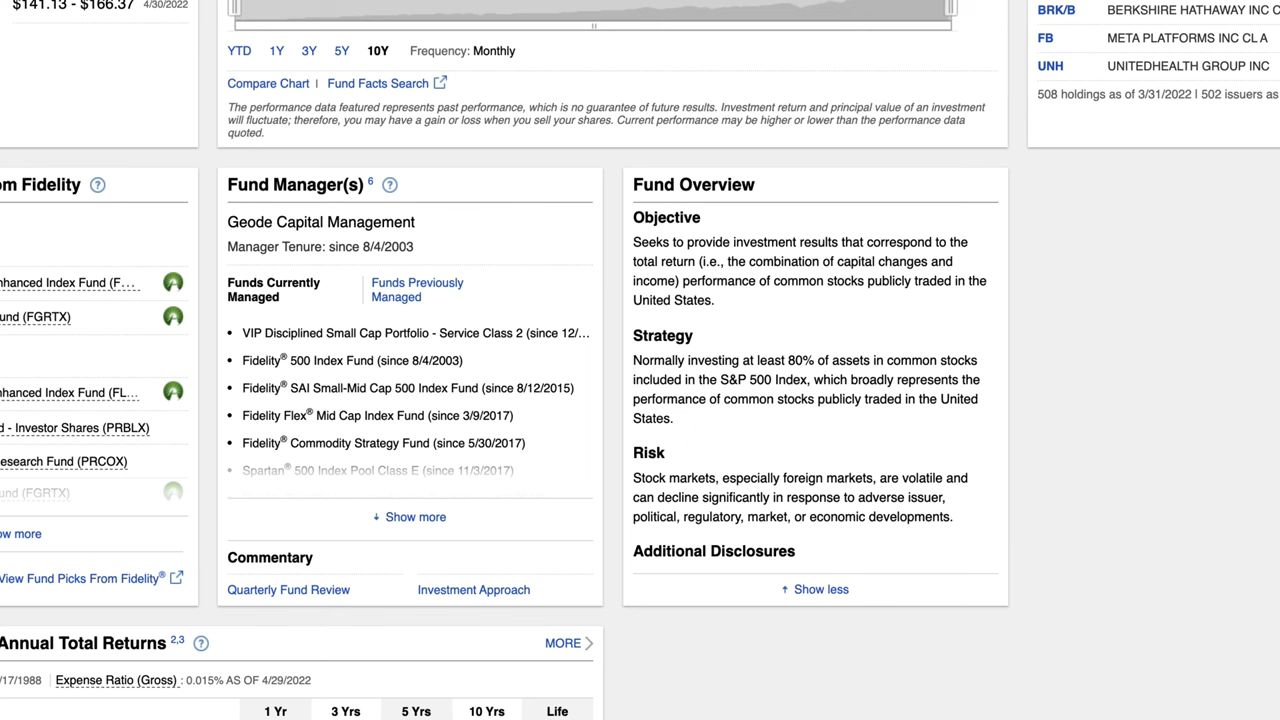 $141.13 - $166.37 4/30/2022
YTD 1Y 3Y 5Y 10Y Frequency: Monthly
Compare Chart | Fund Facts Search
The performance data featured represents past performance, which is no guarantee of future results. Investment return and principal value of an investment
will fluctuate; therefore, you may have a gain or loss when you sell your shares. Current performance may be higher or lower than the performance data
quoted.
BRK/B BERKSHIRE HATHAWAY INC C
FB META PLATFORMS INC CL A
UNH UNITEDHEALTH GROUP INC
508 holdings as of 3/31/2022 | 502 issuers as
om Fidelity ?
nhanced Index Fund (F...
und (FGRTX)
nhanced Index Fund (FL...
d - Investor Shares (PRBLX)
esearch Fund (PRCOX)
und (FGRTX)
ow more
View Fund Picks From Fidelity®
Fund Manager(s) 6 ?
Geode Capital Management
Manager Tenure: since 8/4/2003
Funds Currently
Managed
Funds Previously
Managed
• VIP Disciplined Small Cap Portfolio - Service Class 2 (since 12/...
• Fidelity® 500 Index Fund (since 8/4/2003)
• Fidelity® SAI Small-Mid Cap 500 Index Fund (since 8/12/2015)
• Fidelity Flex® Mid Cap Index Fund (since 3/9/2017)
• Fidelity® Commodity Strategy Fund (since 5/30/2017)
• Spartan® 500 Index Pool Class E (since 11/3/2017)
Show more
Commentary
Quarterly Fund Review Investment Approach
Fund Overview
Objective
Seeks to provide investment results that correspond to the
total return (i.e., the combination of capital changes and
income) performance of common stocks publicly traded in the
United States.
Strategy
Normally investing at least 80% of assets in common stocks
included in the S&P 500 Index, which broadly represents the
performance of common stocks publicly traded in the United
States.
Risk
Stock markets, especially foreign markets, are volatile and
can decline significantly in response to adverse issuer,
political, regulatory, market, or economic developments.
Additional Disclosures
Show less
Annual Total Returns 2,3 ? MORE
/17/1988 Expense Ratio (Gross) : 0.015% AS OF 4/29/2022
1 Yr 3 Yrs 5 Yrs 10 Yrs Life